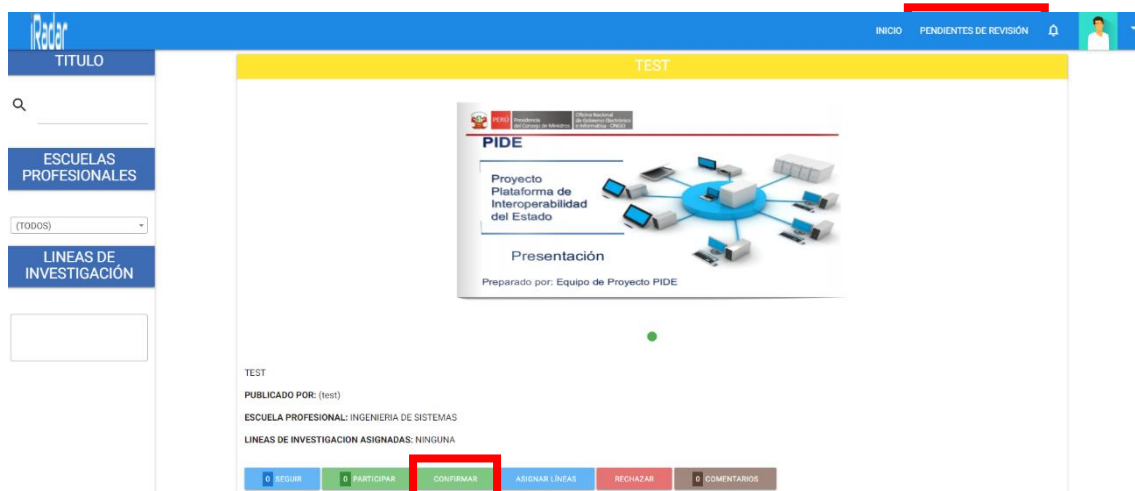 iRadar
INICIO PENDIENTES DE REVISIÓN
TITULO
ESCUELAS
PROFESIONALES
(TODOS)
LINEAS DE
INVESTIGACIÓN
TEST
PERÚ Presidencia
del Consejo de Ministros
Oficina Nacional
de Gobierno Electrónico
e Informática - ONGEI
PIDE
Proyecto
Plataforma de
Interoperabilidad
del Estado
Presentación
Preparado por: Equipo de Proyecto PIDE
TEST
PUBLICADO POR: (test)
ESCUELA PROFESIONAL: INGENIERIA DE SISTEMAS
LINEAS DE INVESTIGACION ASIGNADAS: NINGUNA
0 SEGUIR 0 PARTICIPAR CONFIRMAR ASIGNAR LÍNEAS RECHAZAR 0 COMENTARIOS